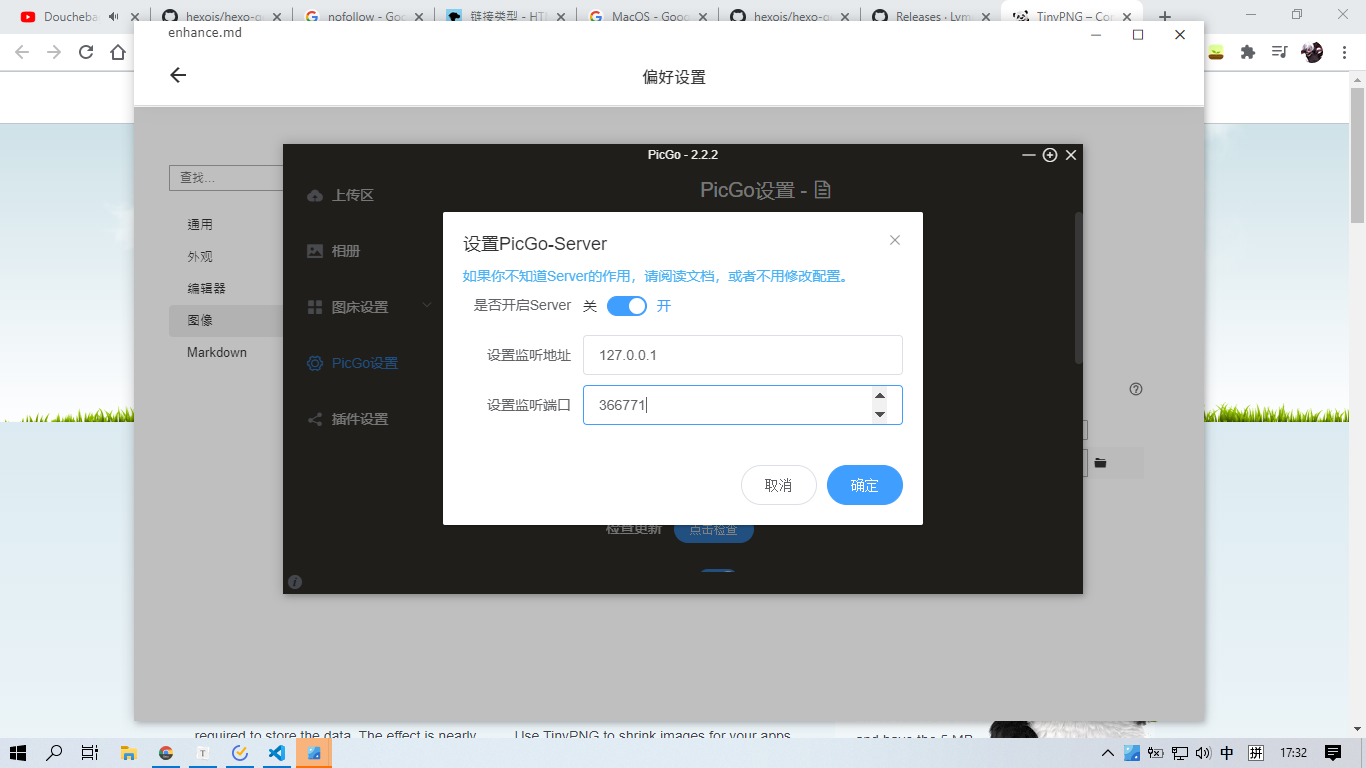 Doucheba
hexojs/hexo-o
nofollow - Goo
链接类型 - HT
MacOS - Goog
hexojs/hexo-o
Releases · Lym
TinyPNG – Co
enhance.md
偏好设置
查找...
通用
外观
编辑器
图像
Markdown
PicGo - 2.2.2
上传区
相册
图床设置
PicGo设置
插件设置
PicGo设置 -
设置PicGo-Server
如果你不知道Server的作用，请阅读文档，或者不用修改配置。
是否开启Server 关 开
设置监听地址 127.0.0.1
设置监听端口 366771
取消 确定
检查更新 点击检查
required to store the data. The effect is nearly
Use TinyPNG to shrink images for your apps
and have the 5 MB
中 拼 17:32